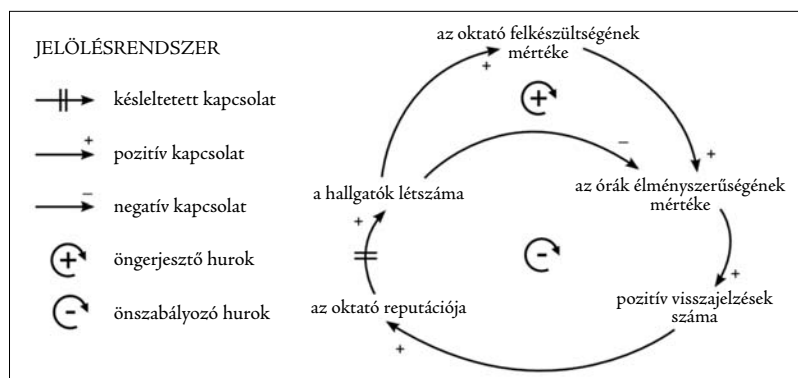 JELÖLÉSRENDSZER
késleltetett kapcsolat
+
pozitív kapcsolat
–
negatív kapcsolat
+
öngerjesztő hurok
-
önszabályozó hurok
az oktató felkészültségének
mértéke
+
+
–
+
a hallgatók létszáma
az órák élményszerűségének
mértéke
+
-
+
az oktató reputációja
pozitív visszajelzések
száma
+